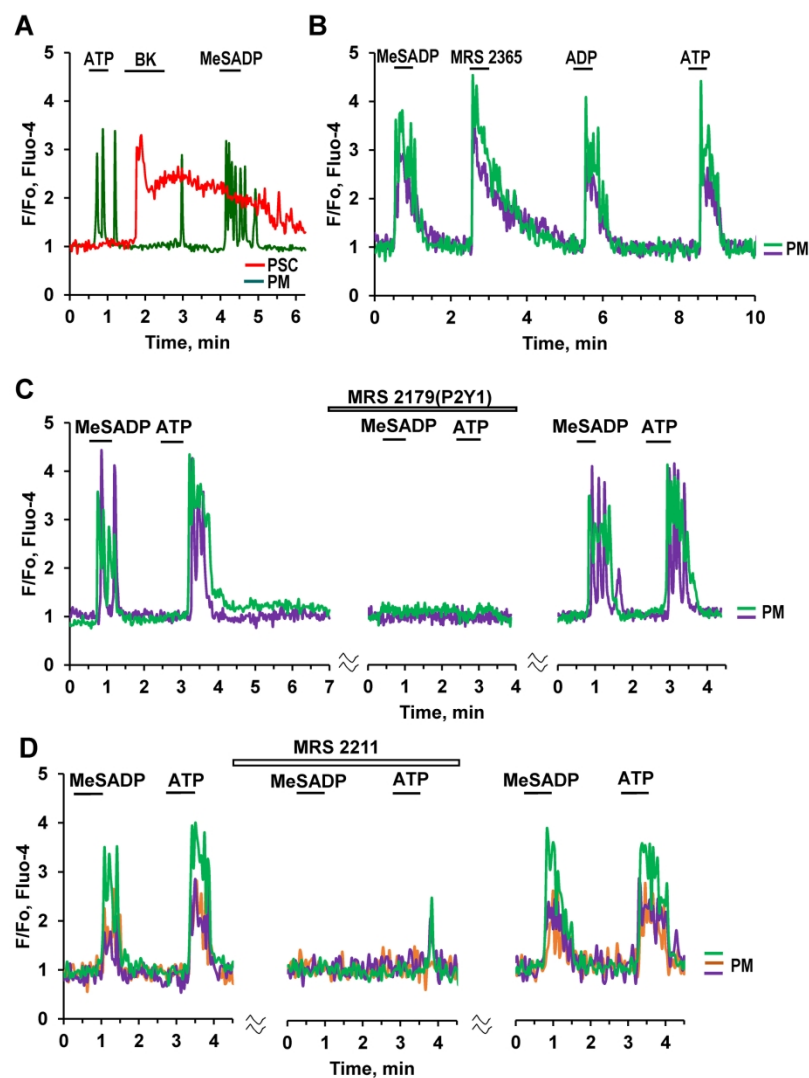 A
ATP BK MeSADP
F/Fo, Fluo-4
5
4
3
2
1
0
0 1 2 3 4 5 6
Time, min
PSC
PM
B
MeSADP MRS 2365 ADP ATP
F/Fo, Fluo-4
5
4
3
2
1
0
0 2 4 6 8 10
Time, min
PM
C
MRS 2179(P2Y1)
MeSADP ATP MeSADP ATP MeSADP ATP
F/Fo, Fluo-4
5
4
3
2
1
0
0 1 2 3 4 5 6 7 0 1 2 3 4 0 1 2 3 4
Time, min
PM
D
MRS 2211
MeSADP ATP MeSADP ATP MeSADP ATP
F/Fo, Fluo-4
5
4
3
2
1
0
0 1 2 3 4 0 1 2 3 4 0 1 2 3 4
Time, min
PM